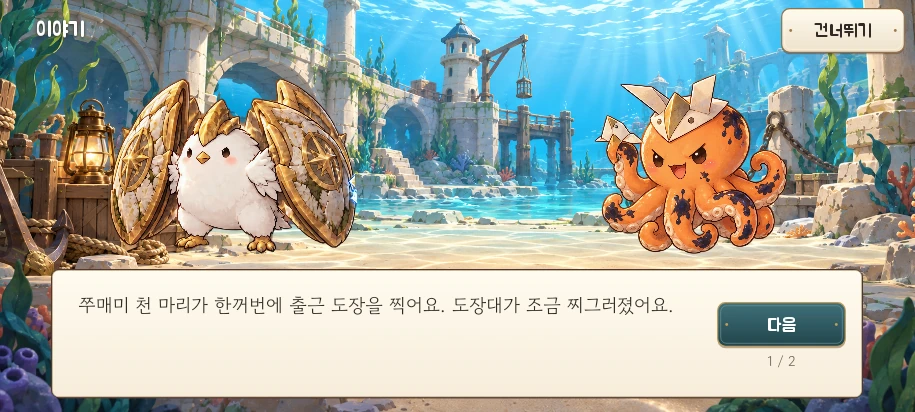 이야기
건너뛰기
쭈매미 천 마리가 한꺼번에 출근 도장을 찍어요. 도장대가 조금 찌그러졌어요.
다음
1 / 2